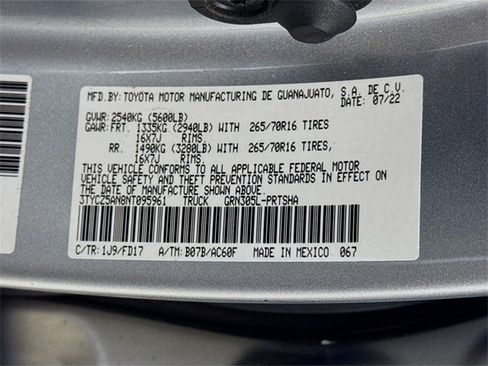 MFD.BY:TOYOTA MOTOR MANUFACTURING DE GUANAJUATO, S.A. DE C.V.
DATE: 07/22
GVWR: 2540KG (5600LB)
GAWR: FRT. 1335KG (2940LB) WITH 265/70R16 TIRES
16X7J RIMS,
RR. 1490KG (3280LB) WITH 265/70R16 TIRES,
16X7J RIMS.
THIS VEHICLE CONFORMS TO ALL APPLICABLE FEDERAL MOTOR
VEHICLE SAFETY AND THEFT PREVENTION STANDARDS IN EFFECT
ON THE DATE OF MANUFACTURE SHOWN ABOVE.
3TYCZ5AN8NT095961 TRUCK GRN305L-PRTSHA
C/TR: 1J9/FD17 A/TM: B07B/AC60F MADE IN MEXICO 067